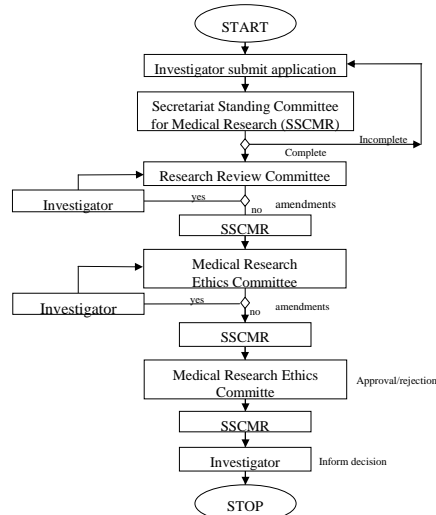 START
Investigator submit application
Secretariat Standing Committee
for Medical Research (SSCMR)
Incomplete
Complete
Research Review Committee
yes
Investigator
no amendments
SSCMR
Medical Research
Ethics Committee
yes
Investigator
no amendments
SSCMR
Medical Research Ethics
Committe
Approval/rejection
SSCMR
Investigator
Inform decision
STOP